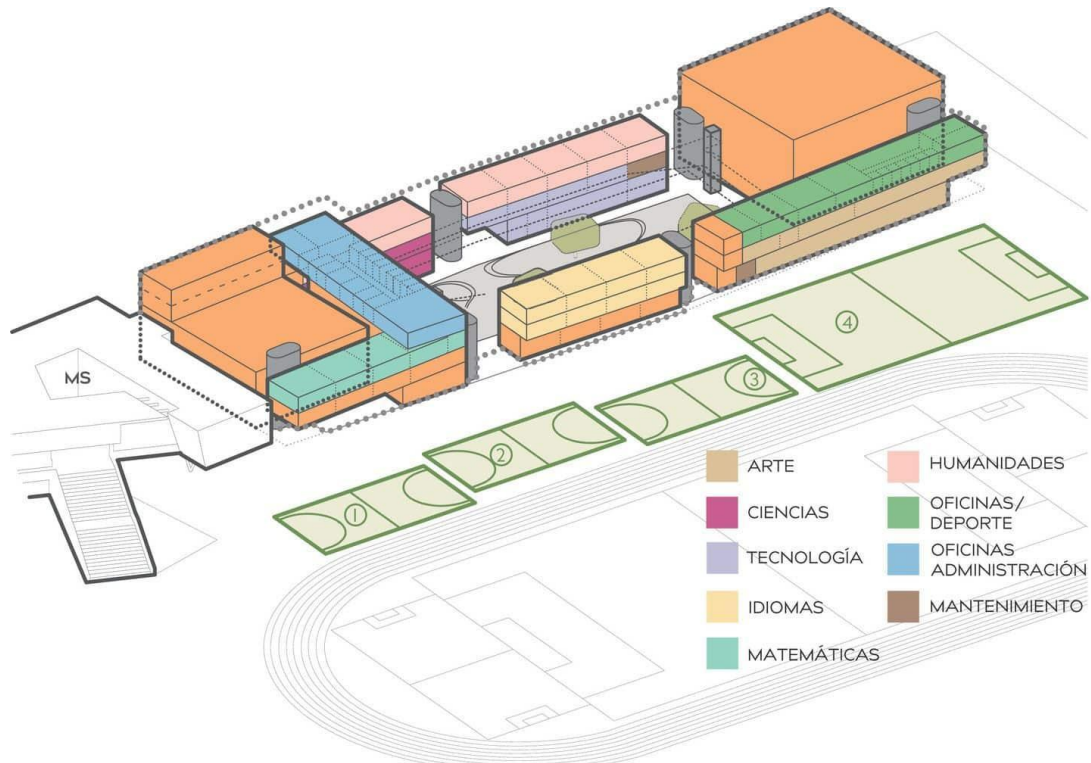 MS
①
②
③
④
ARTE
CIENCIAS
TECNOLOGÍA
IDIOMAS
MATEMÁTICAS
HUMANIDADES
OFICINAS/
DEPORTE
OFICINAS
ADMINISTRACIÓN
MANTENIMIENTO